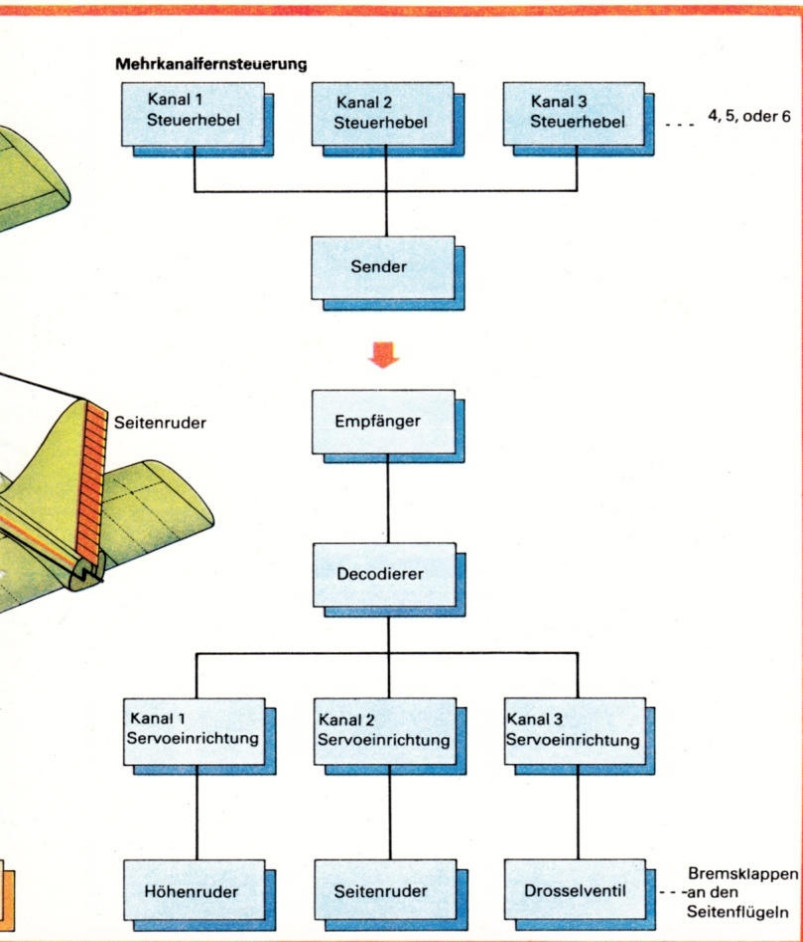 Mehrkanalfernsteuerung
Kanal 1
Steuerhebel
Kanal 2
Steuerhebel
Kanal 3
Steuerhebel
- - - 4, 5, oder 6
Sender
Empfänger
Seitenruder
Decodierer
Kanal 1
Servoeinrichtung
Kanal 2
Servoeinrichtung
Kanal 3
Servoeinrichtung
Höhenruder
Seitenruder
Drosselventil
Bremsklappen
- - -an den
Seitenflügeln